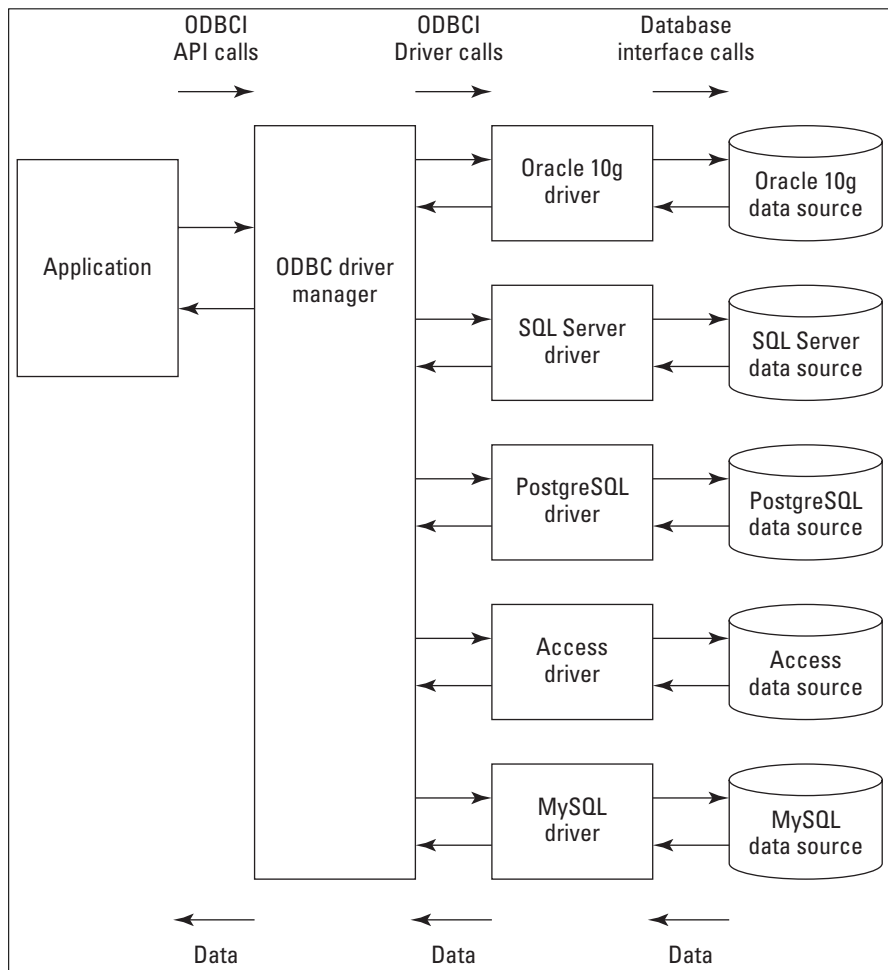 ODBCI
API calls
ODBCI
Driver calls
Database
interface calls
Application
ODBC driver
manager
Oracle 10g
driver
Oracle 10g
data source
SQL Server
driver
SQL Server
data source
PostgreSQL
driver
PostgreSQL
data source
Access
driver
Access
data source
MySQL
driver
MySQL
data source
Data
Data
Data